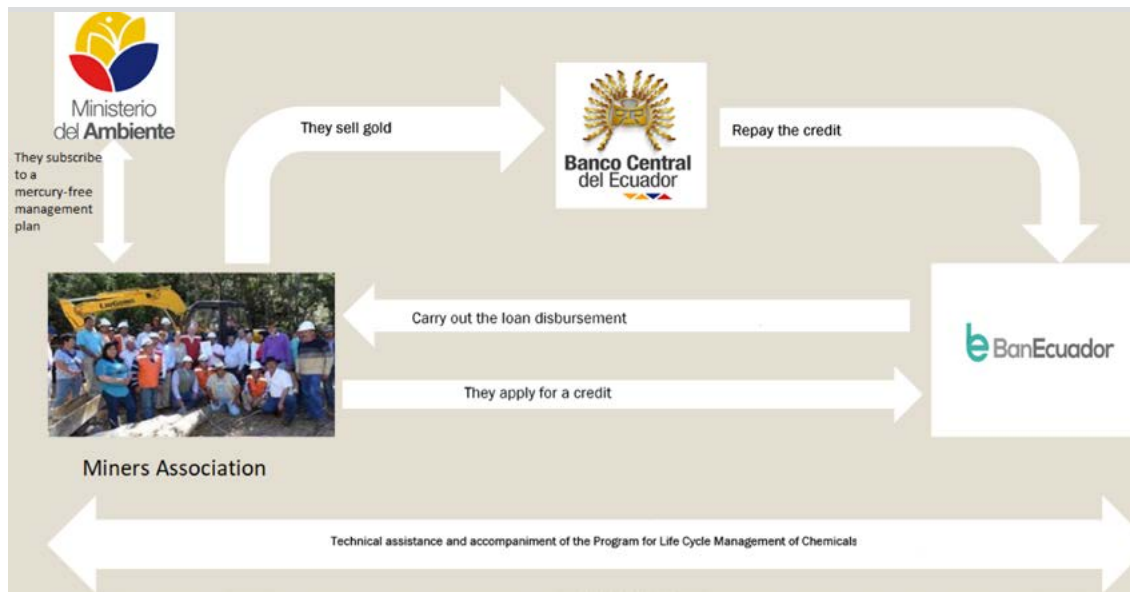 Ministerio
del Ambiente
They subscribe
to a
mercury-free
management
plan
They sell gold
Banco Central
del Ecuador
Repay the credit
Carry out the loan disbursement
They apply for a credit
BanEcuador
Miners Association
Technical assistance and accompaniment of the Program for Life Cycle Management of Chemicals